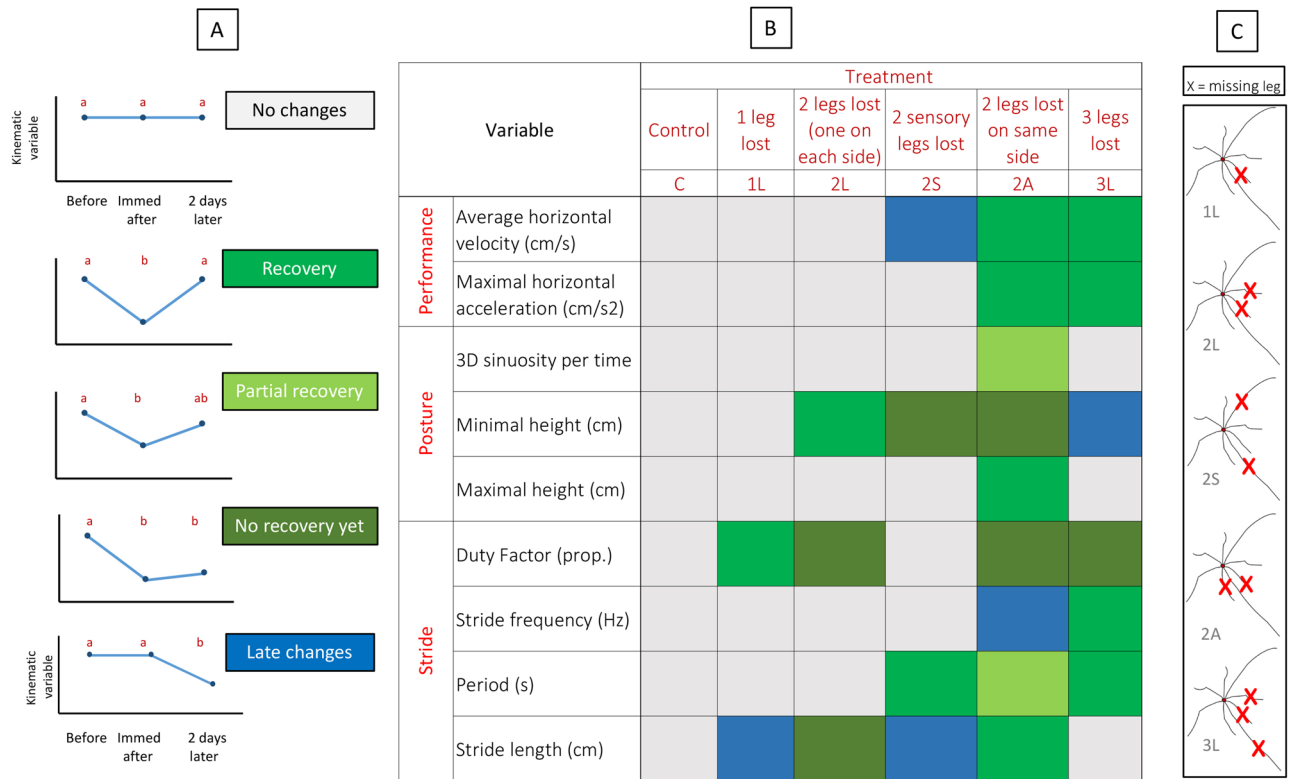 A
a a a
No changes
Kinematic
variable
Before Immed
after 2 days
later
a b a
Recovery
a b ab
Partial recovery
a b b
No recovery yet
a a b
Late changes
Kinematic
variable
Before Immed
after 2 days
later
B
Variable
Treatment
Control
1 leg
lost
2 legs lost
(one on
each side)
2 sensory
legs lost
2 legs lost
on same
side
3 legs
lost
C 1L 2L 2S 2A 3L
Performance
Average horizontal
velocity (cm/s)
Maximal horizontal
acceleration (cm/s2)
Posture
3D sinuosity per time
Minimal height (cm)
Maximal height (cm)
Stride
Duty Factor (prop.)
Stride frequency (Hz)
Period (s)
Stride length (cm)
C
X = missing leg
1L
2L
2S
2A
3L